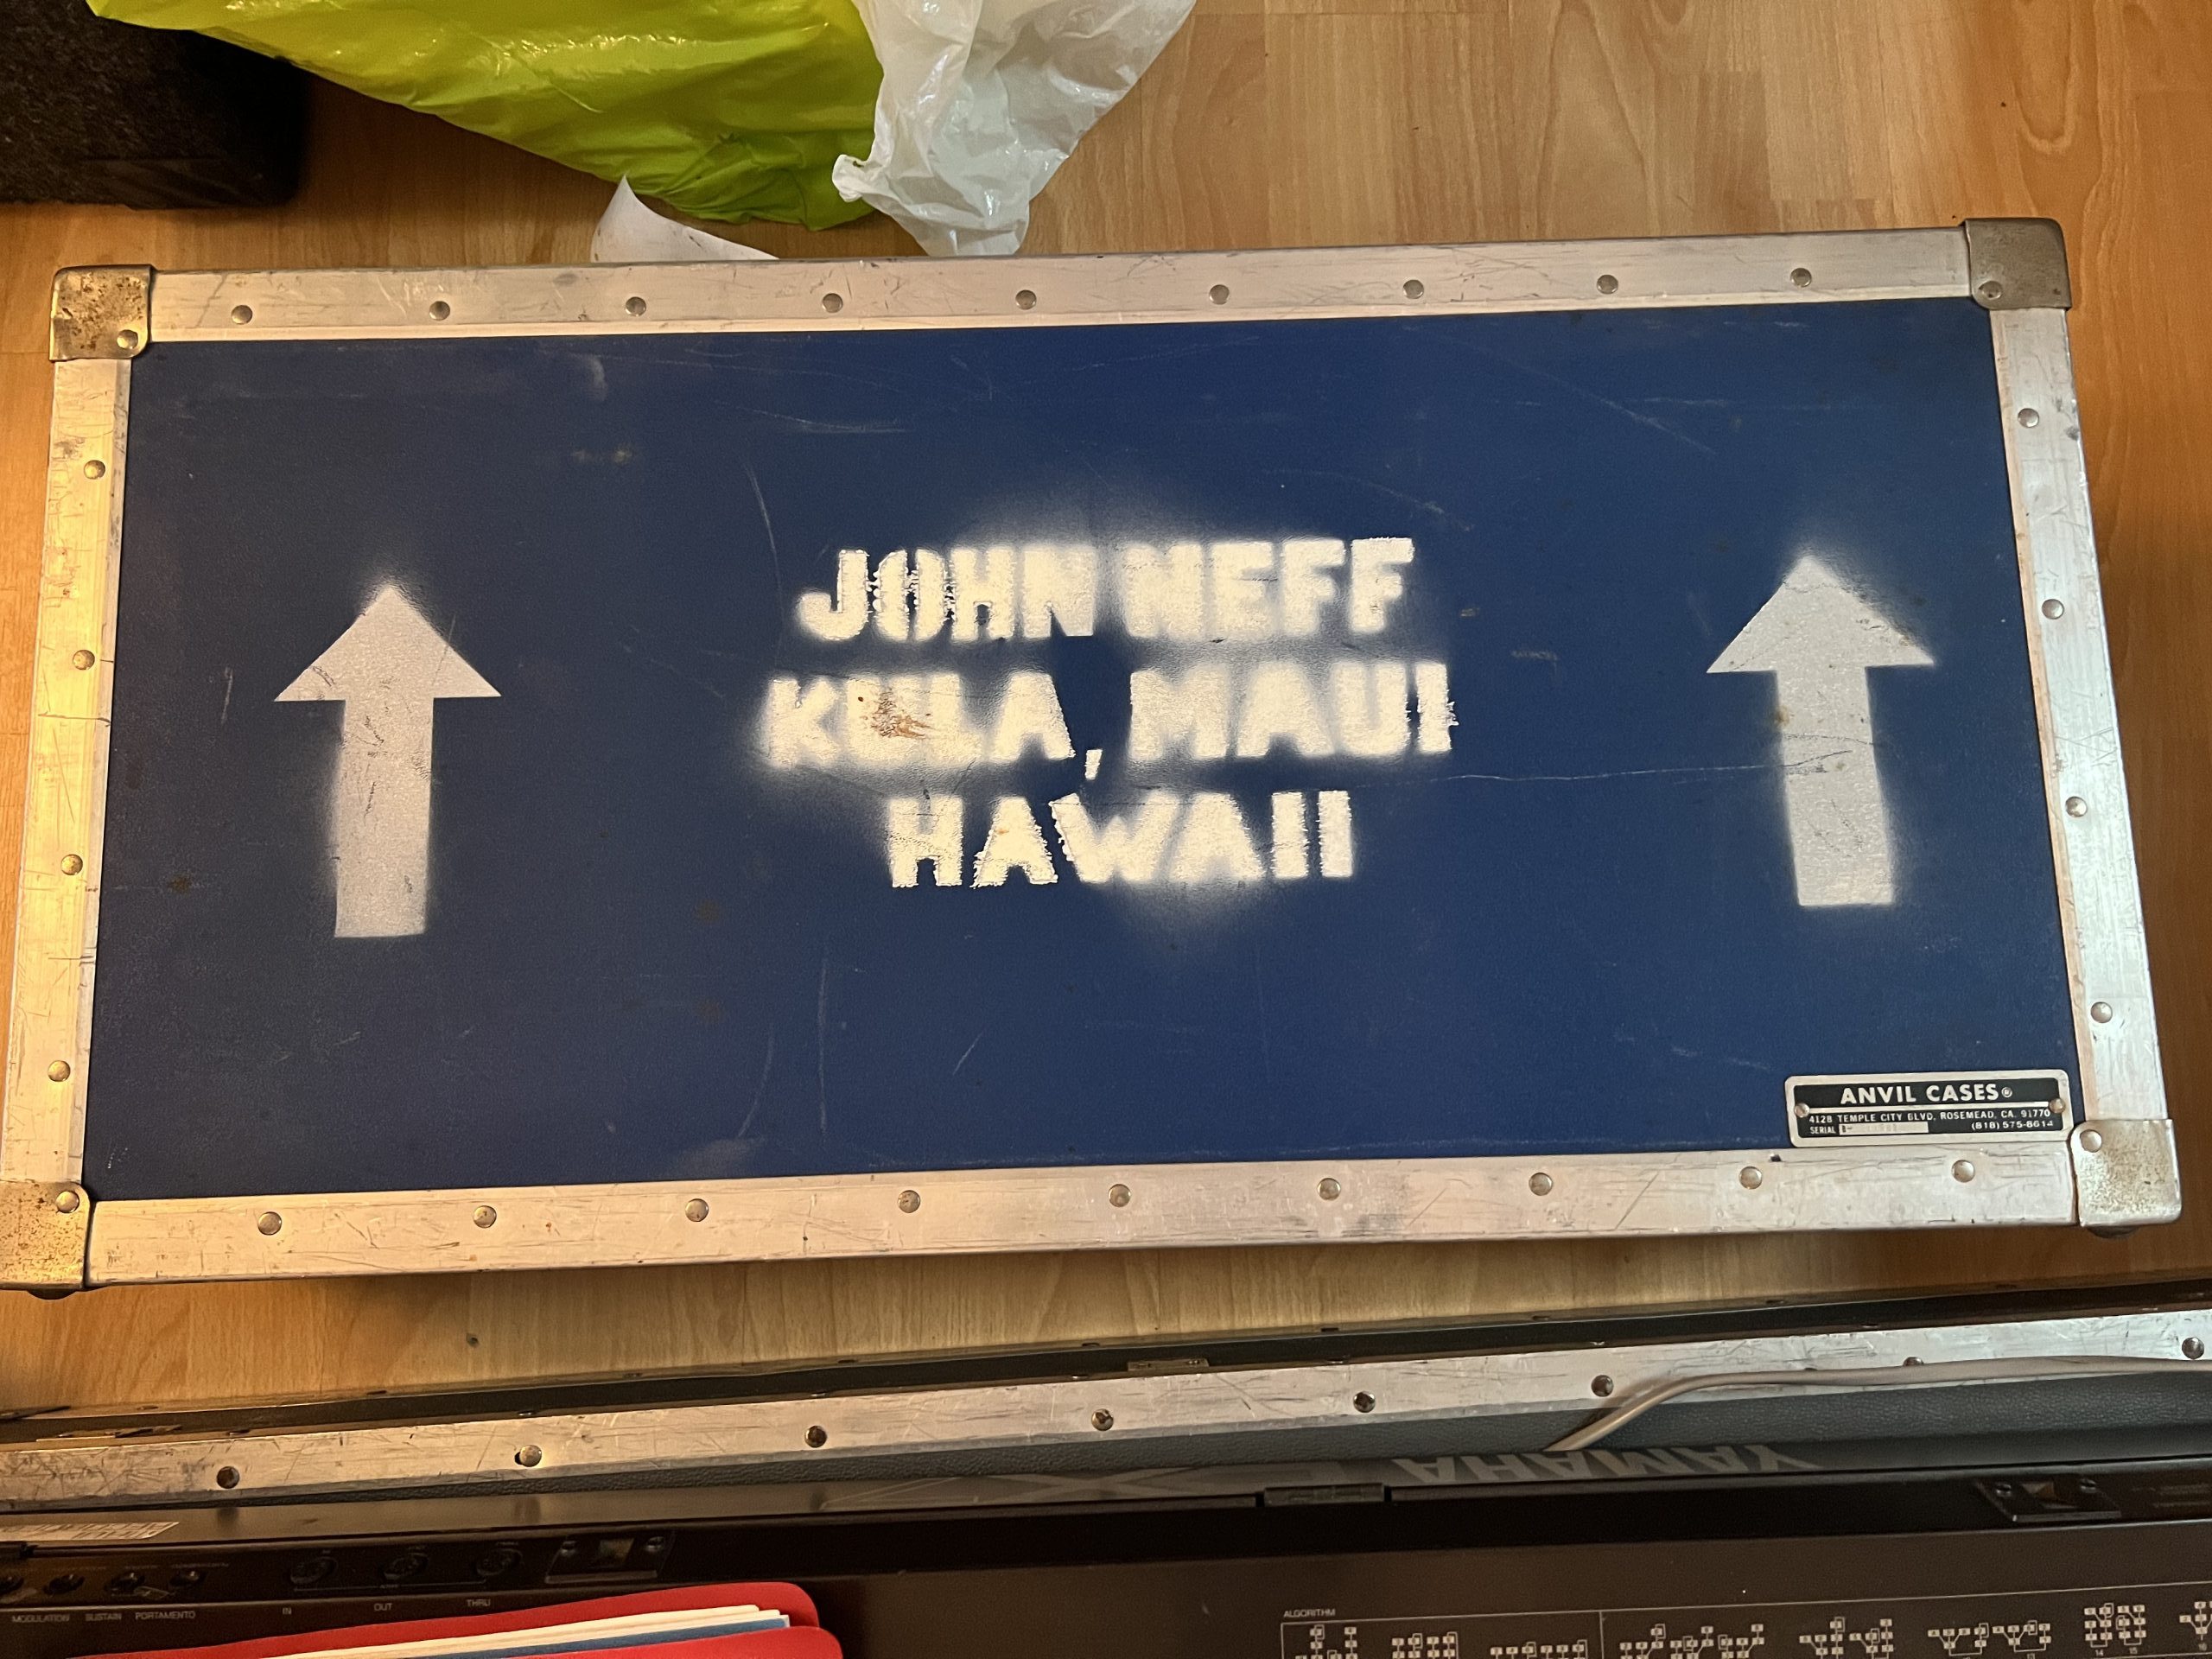 JOHN NEFF
KULA, MAUI
HAWAII
ANVIL CASES®
4128 TEMPLE CITY BLVD, ROSEMEAD, CA. 91770
SERIAL
(818) 575-8614
YAMAHA
MODULATION SUSTAIN PORTAMENTO
IN OUT THRU
ALGORITHM